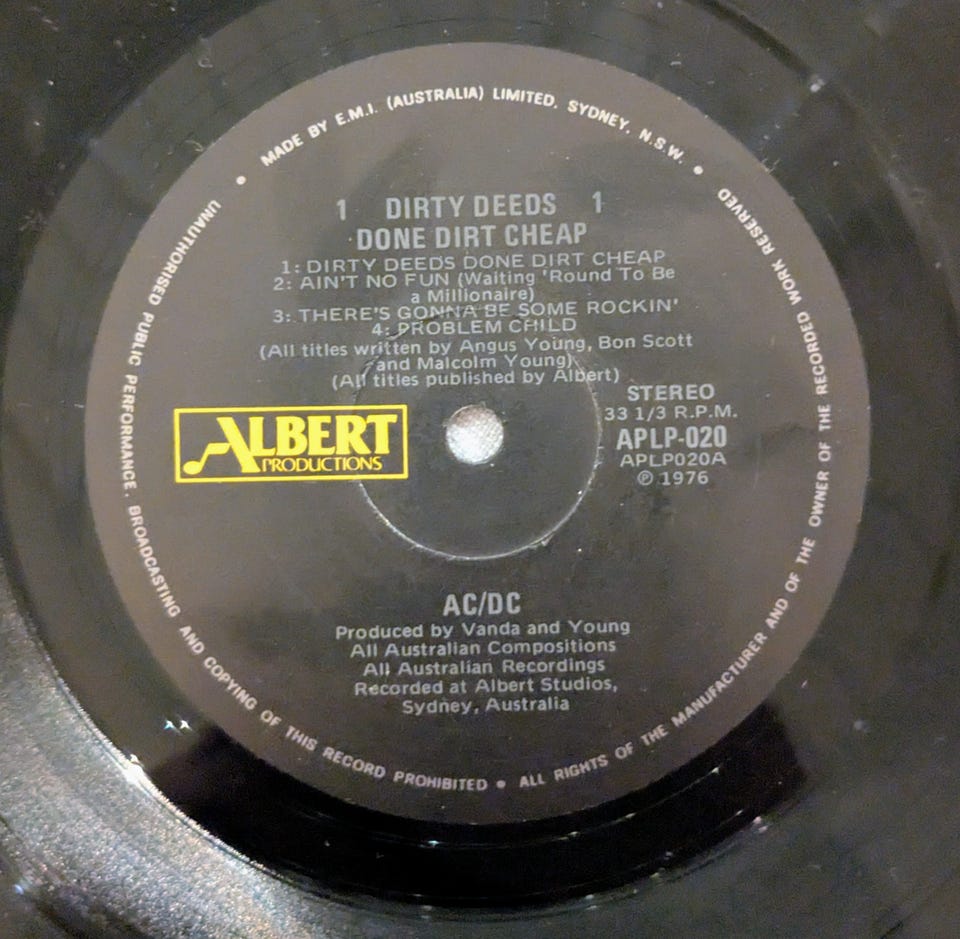 MADE BY E.M.I. (AUSTRALIA) LIMITED. SYDNEY. N.S.W. •
1 DIRTY DEEDS 1
DONE DIRT CHEAP
1: DIRTY DEEDS DONE DIRT CHEAP
2: AIN'T NO FUN (Waiting 'Round To Be
a Millionaire)
3: THERE'S GONNA BE SOME ROCKIN'
4: PROBLEM CHILD
(All titles written by Angus Young, Bon Scott
and Malcolm Young)
(All titles published by Albert)
STEREO
33 1/3 R.P.M.
APLP-020
APLP020A
℗ 1976
ALBERT
PRODUCTIONS
AC/DC
Produced by Vanda and Young
All Australian Compositions
All Australian Recordings
Recorded at Albert Studios,
Sydney, Australia
UNAUTHORISED PUBLIC PERFORMANCE. BROADCASTING AND COPYING OF THIS RECORD PROHIBITED • ALL RIGHTS OF THE MANUFACTURER AND OF THE OWNER OF THE RECORDED WORK RESERVED